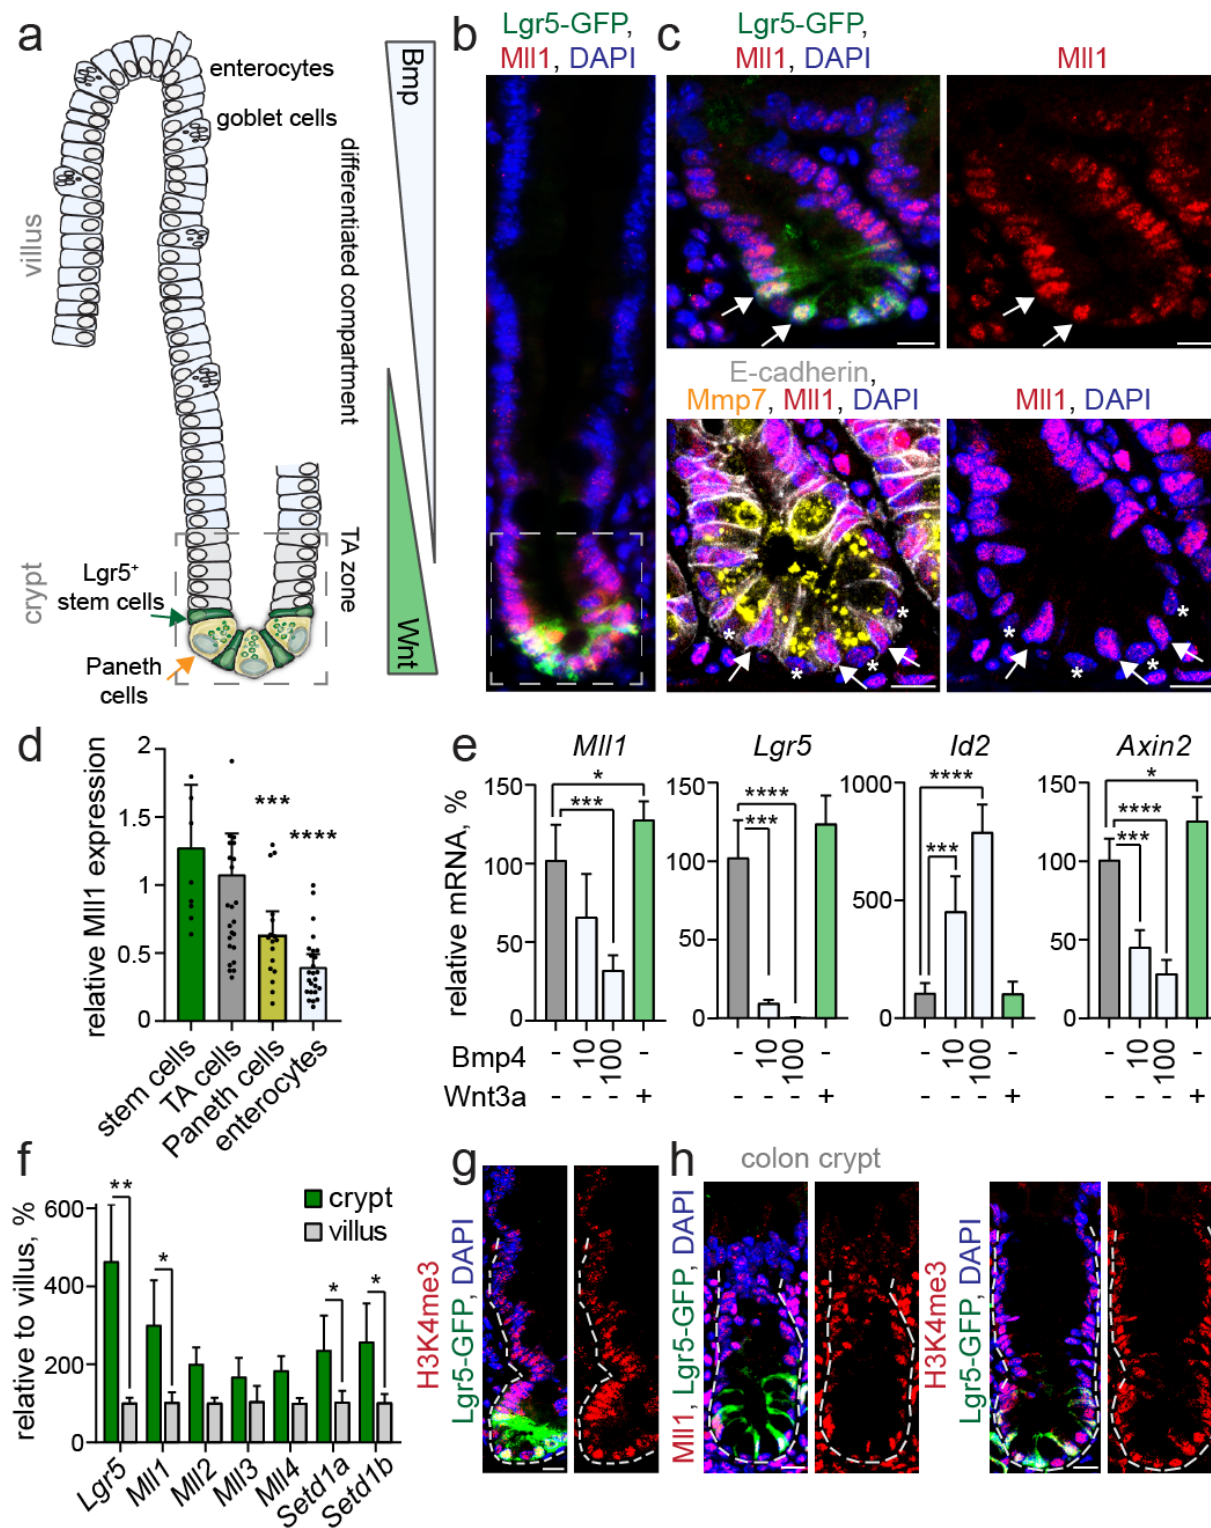 a
enterocytes
goblet cells
villus
differentiated compartment
Bmp
TA zone
Wnt
crypt
Lgr5⁺
stem cells
Paneth
cells
b
Lgr5-GFP,
Mll1, DAPI
c
Lgr5-GFP,
Mll1, DAPI
Mll1
E-cadherin,
Mmp7, Mll1, DAPI
Mll1, DAPI
* * *
* * *
d
relative Mll1 expression
2
1.5
1
0.5
0
*** ****
stem cells
TA cells
Paneth cells
enterocytes
e
relative mRNA, %
Mll1
150
100
50
0
*
***
Lgr5
150
100
50
0
****
***
Id2
1000
500
0
****
***
Axin2
150
100
50
0
*
****
***
Bmp4 - 10 100 - - 10 100 - - 10 100 - - 10 100 -
Wnt3a - - - + - - - + - - - + - - - +
f
relative to villus, %
600
400
200
0
** * * *
crypt
villus
Lgr5
Mll1
Mll2
Mll3
Mll4
Setd1a
Setd1b
g
H3K4me3
Lgr5-GFP, DAPI
h
colon crypt
Mll1, Lgr5-GFP, DAPI
H3K4me3
Lgr5-GFP, DAPI